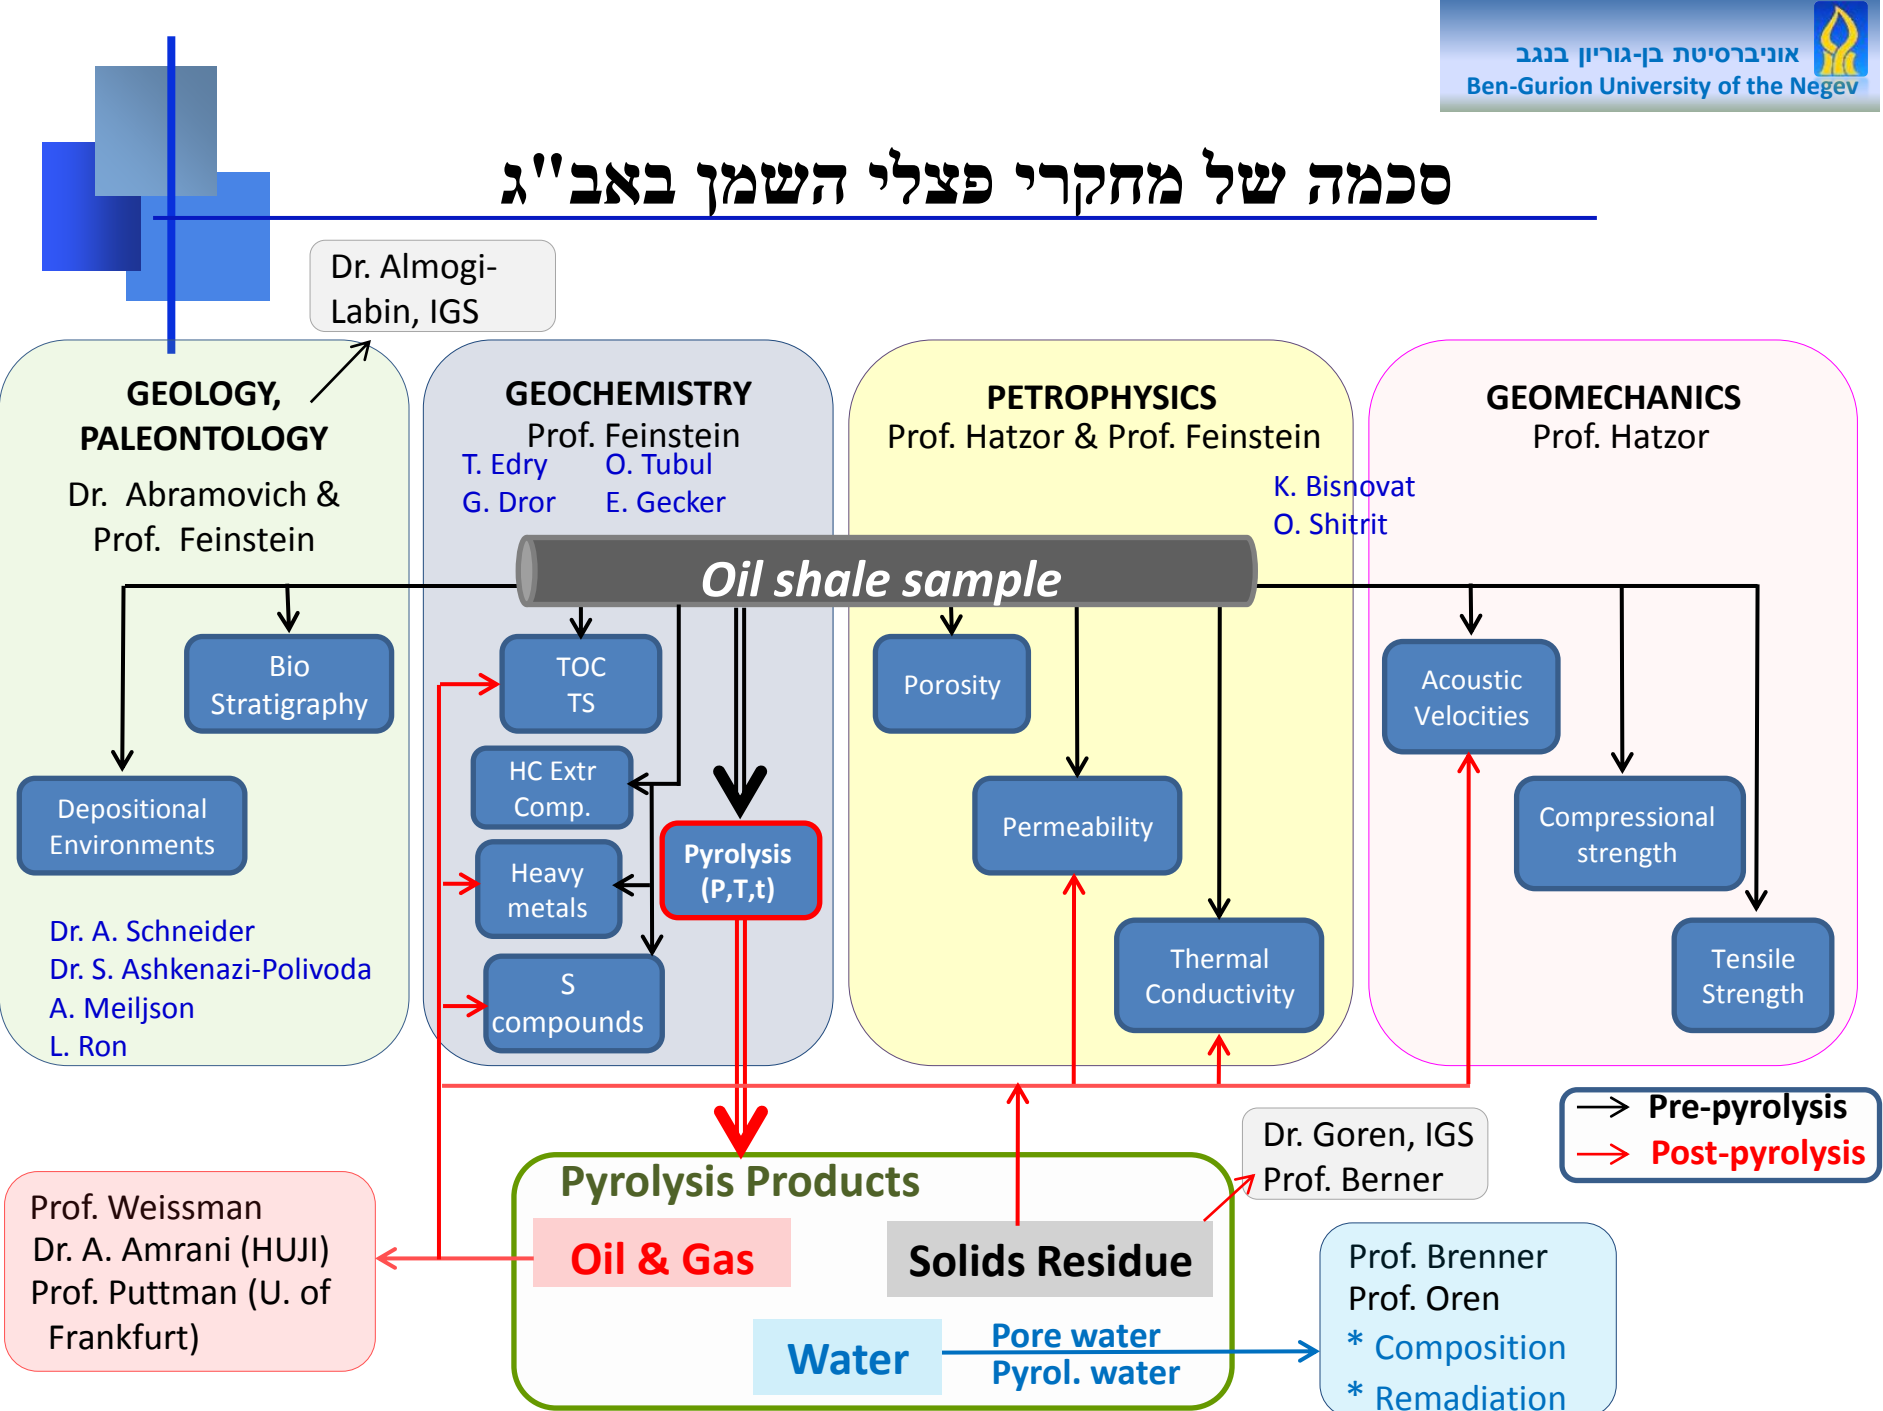 אוניברסיטת בן-גוריון בנגב
Ben-Gurion University of the Negev
סכמה של מחקרי פצלי השמן באב"ג
Dr. Almogi-
Labin, IGS
GEOLOGY,
PALEONTOLOGY
Dr. Abramovich &
Prof. Feinstein
GEOCHEMISTRY
Prof. Feinstein
T. Edry O. Tubul
G. Dror E. Gecker
PETROPHYSICS
Prof. Hatzor & Prof. Feinstein
GEOMECHANICS
Prof. Hatzor
K. Bisnovat
O. Shitrit
Oil shale sample
Bio
Stratigraphy
Depositional
Environments
Dr. A. Schneider
Dr. S. Ashkenazi-Polivoda
A. Meiljson
L. Ron
TOC
TS
HC Extr
Comp.
Heavy
metals
S
compounds
Pyrolysis
(P,T,t)
Porosity
Permeability
Thermal
Conductivity
Acoustic
Velocities
Compressional
strength
Tensile
Strength
Pre-pyrolysis
Post-pyrolysis
Dr. Goren, IGS
Prof. Berner
Pyrolysis Products
Oil & Gas
Solids Residue
Water
Pore water
Pyrol. water
Prof. Weissman
Dr. A. Amrani (HUJI)
Prof. Puttman (U. of
Frankfurt)
Prof. Brenner
Prof. Oren
* Composition
* Remadiation